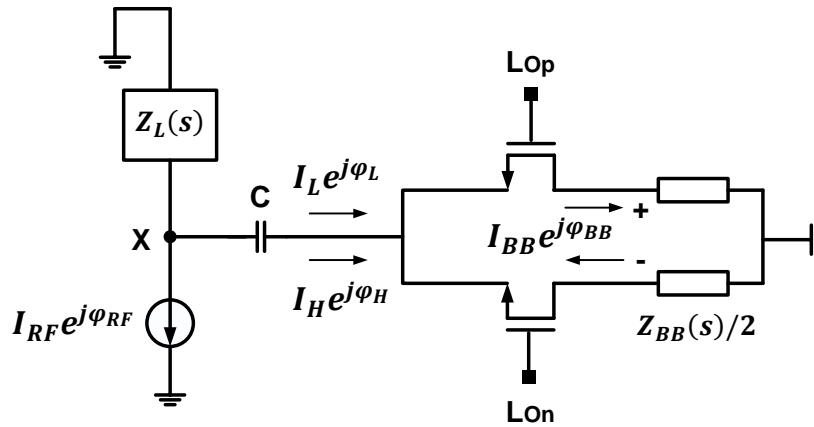 LOp
Z_L(s)
I_L e^{jφ_L}
C
X
+
I_BB e^{jφ_BB}
-
I_H e^{jφ_H}
I_RF e^{jφ_RF}
Z_BB(s)/2
LOn